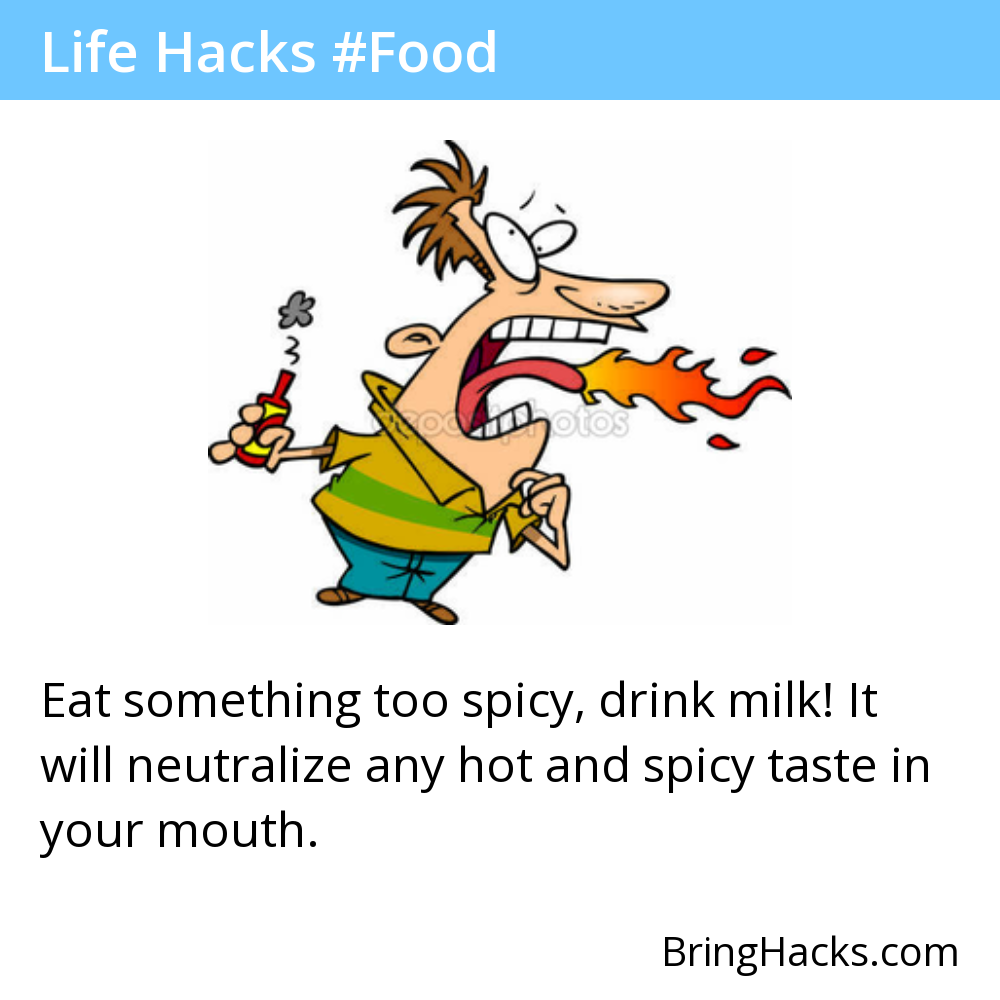 Life Hacks #Food
depositphotos
Eat something too spicy, drink milk! It
will neutralize any hot and spicy taste in
your mouth.
BringHacks.com